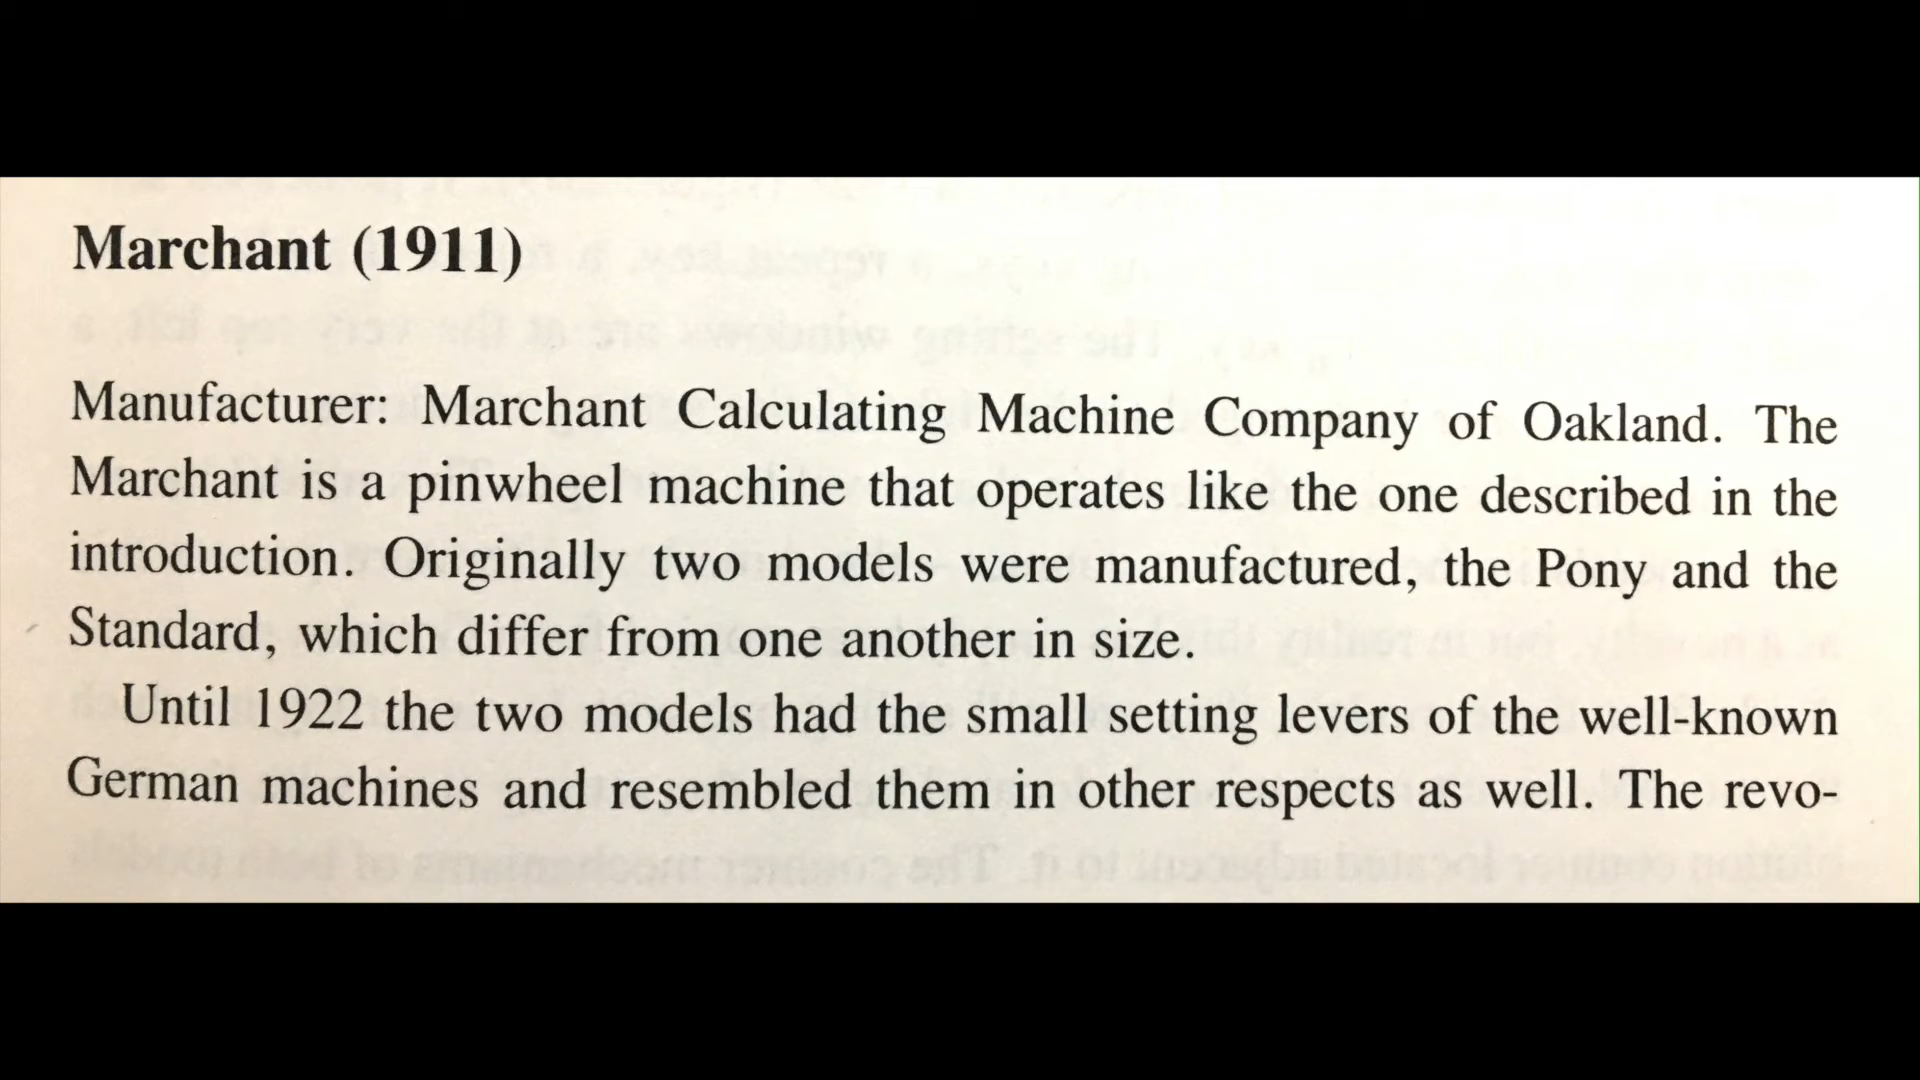 Marchant (1911)
Manufacturer: Marchant Calculating Machine Company of Oakland. The
Marchant is a pinwheel machine that operates like the one described in the
introduction. Originally two models were manufactured, the Pony and the
Standard, which differ from one another in size.
Until 1922 the two models had the small setting levers of the well-known
German machines and resembled them in other respects as well. The revo-